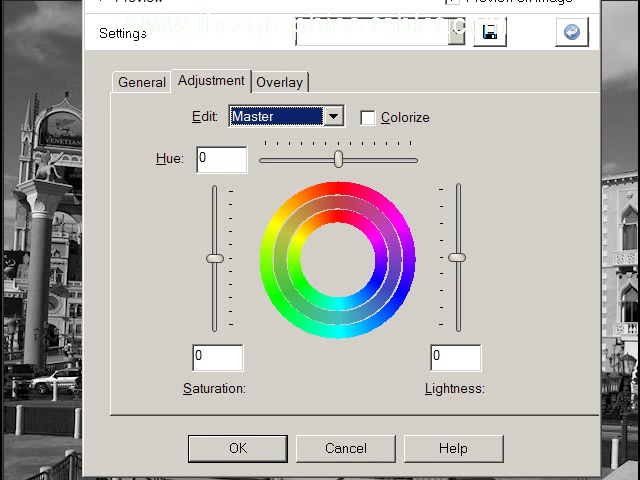 Preview
Preview on Image
Settings
General
Adjustment
Overlay
Edit:
Master
Colorize
Hue:
0
0
0
Saturation:
Lightness:
OK
Cancel
Help
VENETIAN